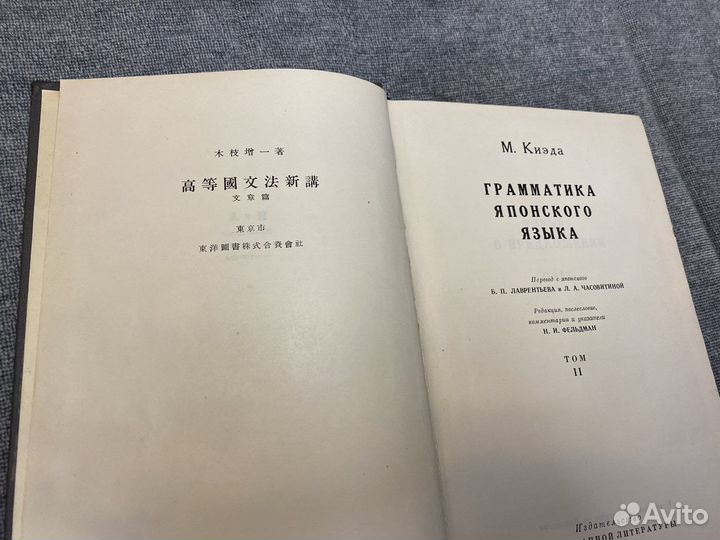 木枝增一著
高等國文法新講
文章篇
東京市
東洋圖書株式合資會社
М. Киэда
ГРАММАТИКА
ЯПОНСКОГО
ЯЗЫКА
Перевод с японского
Б. П. ЛАВРЕНТЬЕВА и Л. А. ЧАСОВИТИНОЙ
Редакция, послесловие,
комментарии и указатели
Н. И. ФЕЛЬДМАН
ТОМ
II
Издательство
ЛИТЕРАТУРЫ
Avito